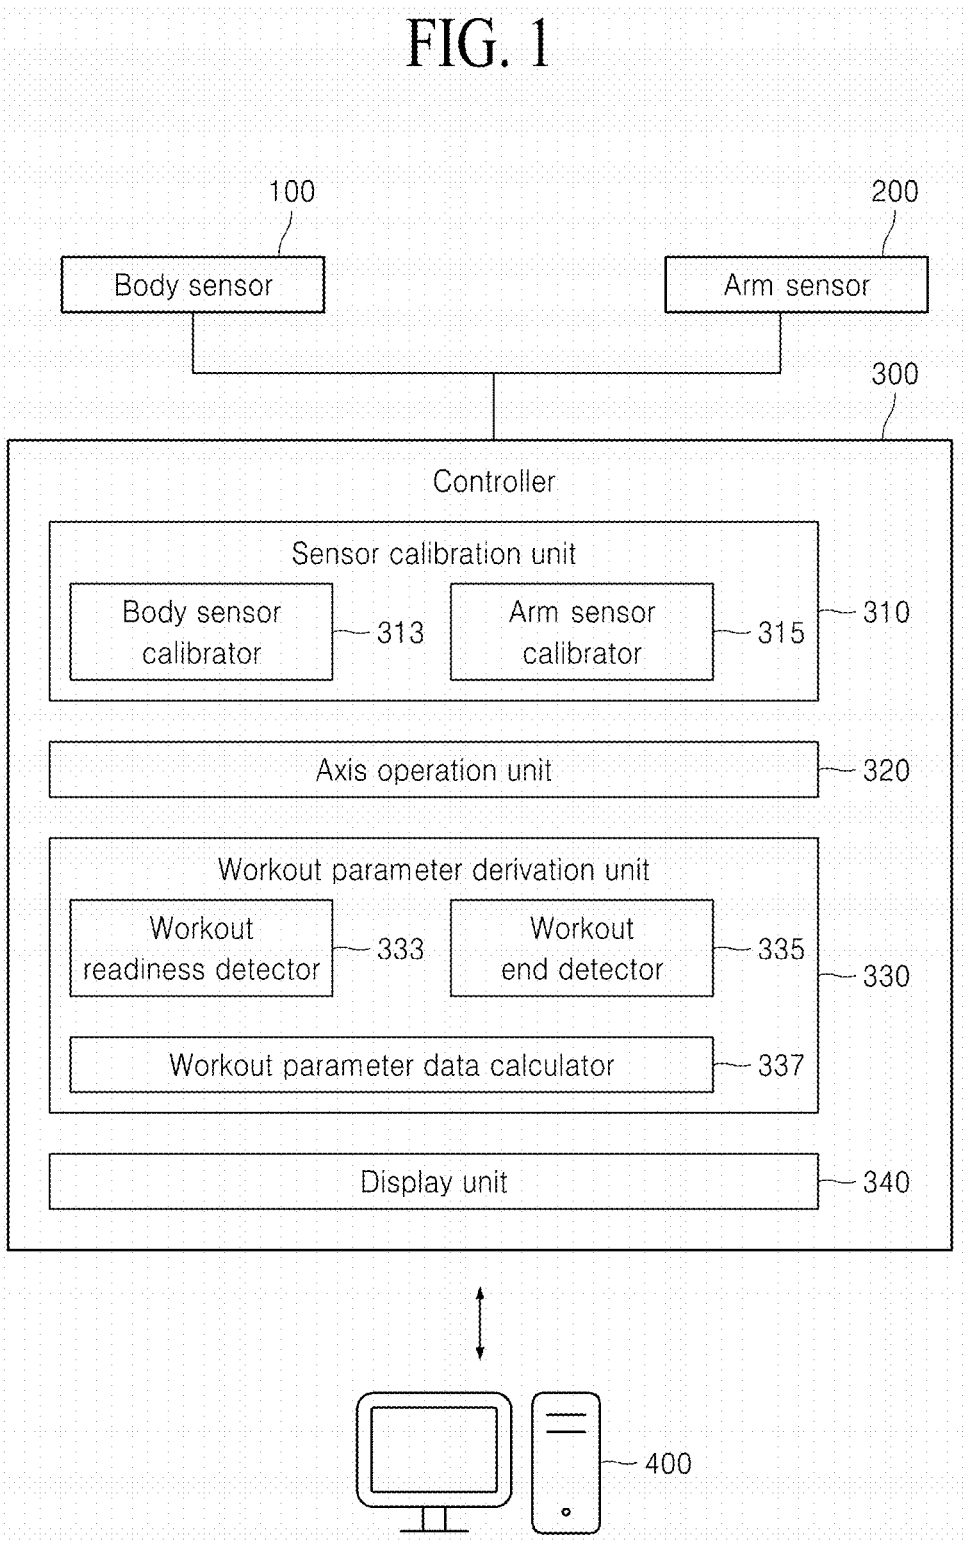 FIG. 1
100
200
Body sensor
Arm sensor
300
Controller
Sensor calibration unit
Body sensor
calibrator
313
Arm sensor
calibrator
315
310
Axis operation unit
320
Workout parameter derivation unit
Workout
readiness detector
333
Workout
end detector
335
330
Workout parameter data calculator
337
Display unit
340
400